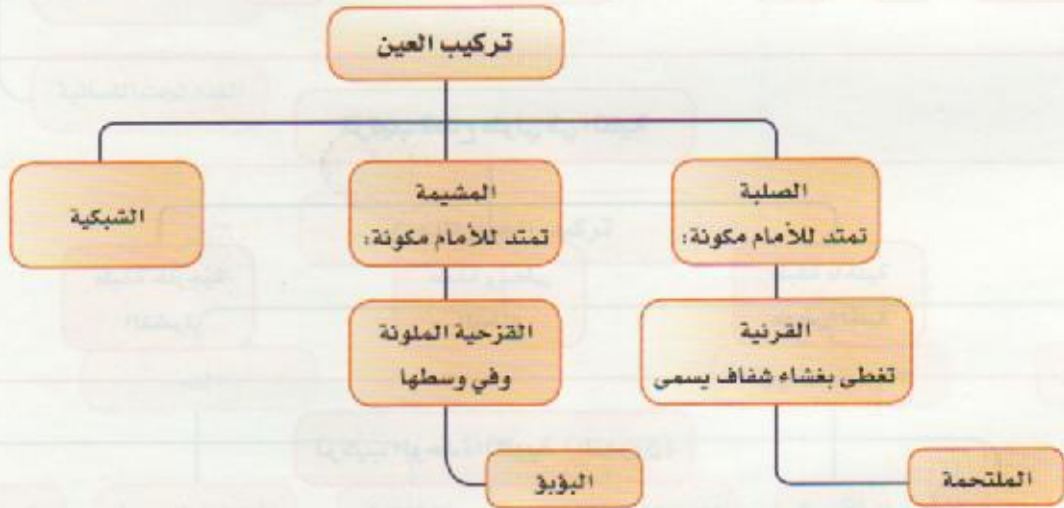 تركيب العين
الصلبة
تمتد للأمام مكونة:
المشيمة
تمتد للأمام مكونة:
الشبكية
القرنية
تغطى بغشاء شفاف يسمى
القزحية الملونة
وفي وسطها
الملتحمة
البؤبؤ